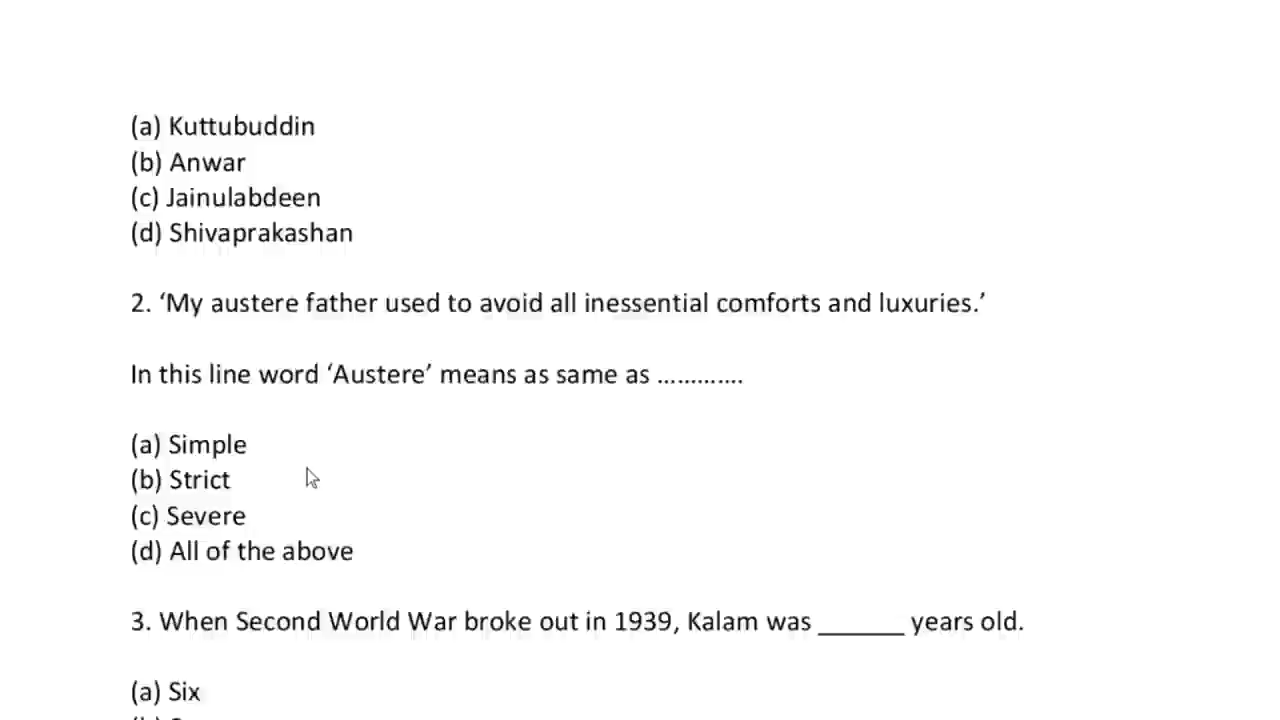 (a) Kuttubuddin
(b) Anwar
(c) Jainulabdeen
(d) Shivaprakashan
2. ‘My austere father used to avoid all inessential comforts and luxuries.’
In this line word ‘Austere’ means as same as .............
(a) Simple
(b) Strict
(c) Severe
(d) All of the above
3. When Second World War broke out in 1939, Kalam was ______ years old.
(a) Six